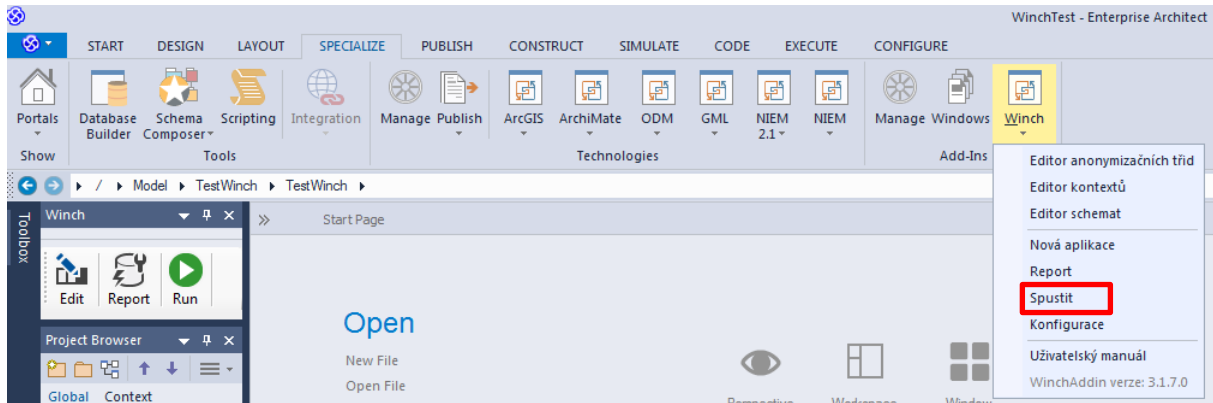 WinchTest - Enterprise Architect
START DESIGN LAYOUT SPECIALIZE PUBLISH CONSTRUCT SIMULATE CODE EXECUTE CONFIGURE
Portals Database Schema Scripting Integration Manage Publish ArcGIS ArchiMate ODM GML NIEM NIEM Manage Windows Winch
Builder Composer 2.1
Show Tools Technologies Add-Ins
Editor anonymizačních tříd
/ Model TestWinch TestWinch
Editor kontextů
Toolbox
Winch
Start Page
Editor schemat
Nová aplikace
Report
Edit Report Run
Spustit
Open
Konfigurace
Project Browser
New File
Uživatelský manuál
Open File
WinchAddin verze: 3.1.7.0
Global Context
Perspective Workspace Window